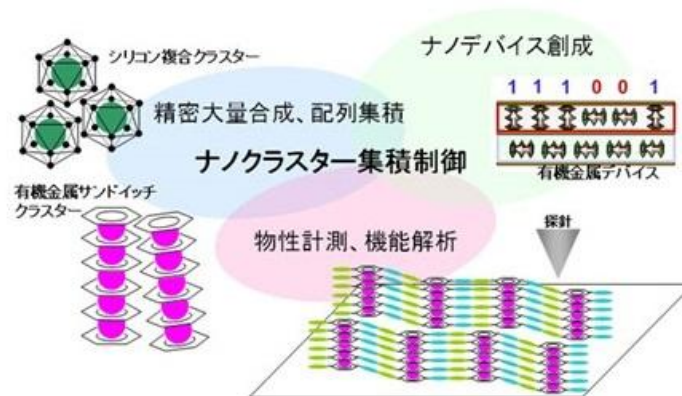 シリコン複合クラスター
ナノデバイス創成
1 1 1 0 0 1
精密大量合成、配列集積
ナノクラスター集積制御
有機金属デバイス
有機金属サンドイッチ
クラスター
物性計測、機能解析
探針